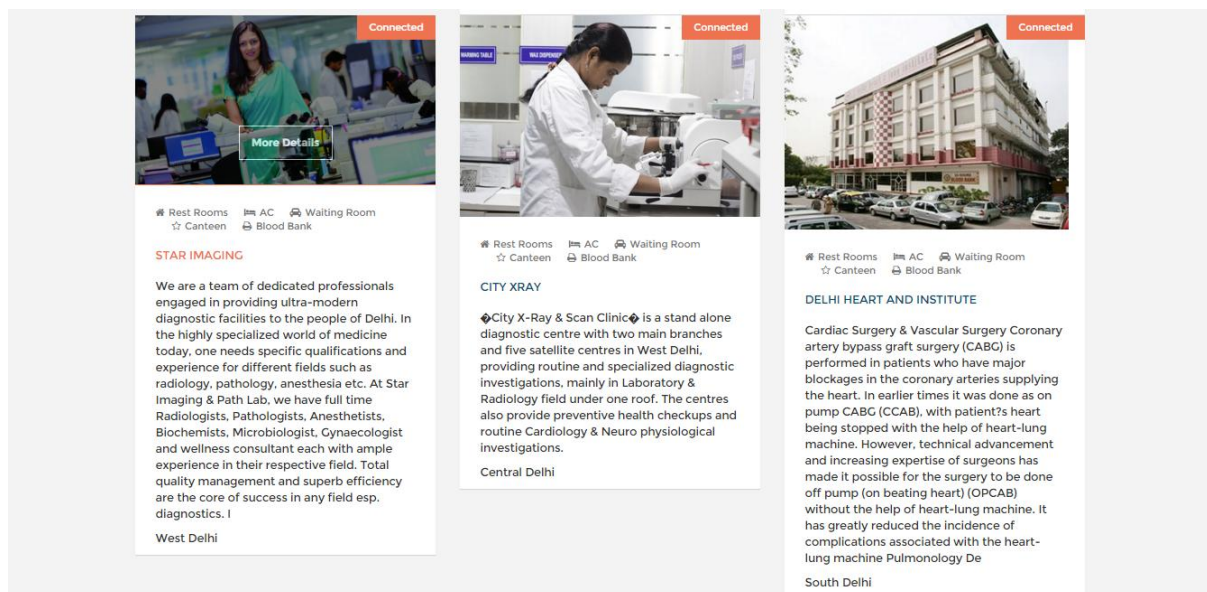 Connected
More Details
Rest Rooms AC Waiting Room
Canteen Blood Bank
STAR IMAGING
We are a team of dedicated professionals
engaged in providing ultra-modern
diagnostic facilities to the people of Delhi. In
the highly specialized world of medicine
today, one needs specific qualifications and
experience for different fields such as
radiology, pathology, anesthesia etc. At Star
Imaging & Path Lab, we have full time
Radiologists, Pathologists, Anesthetists,
Biochemists, Microbiologist, Gynaecologist
and wellness consultant each with ample
experience in their respective field. Total
quality management and superb efficiency
are the core of success in any field esp.
diagnostics. I
West Delhi
Connected
WARMING TABLE
WAX DISPENSER
Rest Rooms AC Waiting Room
Canteen Blood Bank
CITY XRAY
�City X-Ray & Scan Clinic� is a stand alone
diagnostic centre with two main branches
and five satellite centres in West Delhi,
providing routine and specialized diagnostic
investigations, mainly in Laboratory &
Radiology field under one roof. The centres
also provide preventive health checkups and
routine Cardiology & Neuro physiological
investigations.
Central Delhi
Connected
BLOOD BANK
Rest Rooms AC Waiting Room
Canteen Blood Bank
DELHI HEART AND INSTITUTE
Cardiac Surgery & Vascular Surgery Coronary
artery bypass graft surgery (CABG) is
performed in patients who have major
blockages in the coronary arteries supplying
the heart. In earlier times it was done as on
pump CABG (CCAB), with patient?s heart
being stopped with the help of heart-lung
machine. However, technical advancement
and increasing expertise of surgeons has
made it possible for the surgery to be done
off pump (on beating heart) (OPCAB)
without the help of heart-lung machine. It
has greatly reduced the incidence of
complications associated with the heart-
lung machine Pulmonology De
South Delhi